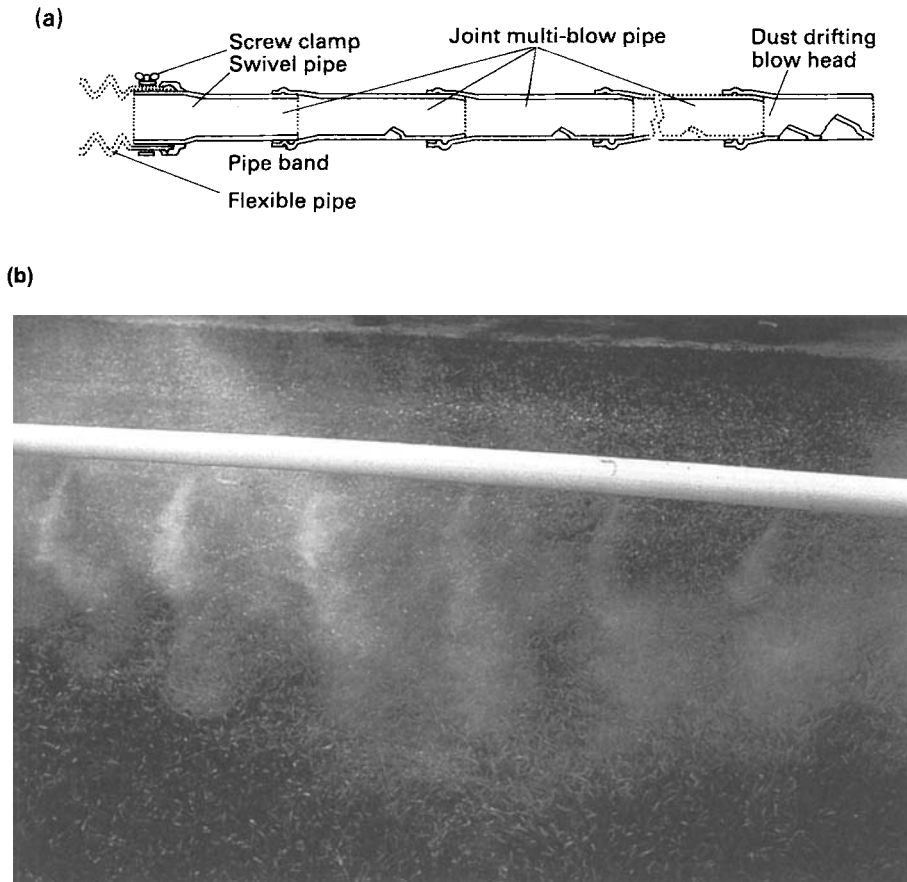 (a)
Screw clamp
Swivel pipe
Joint multi-blow pipe
Dust drifting
blow head
Pipe band
Flexible pipe
(b)